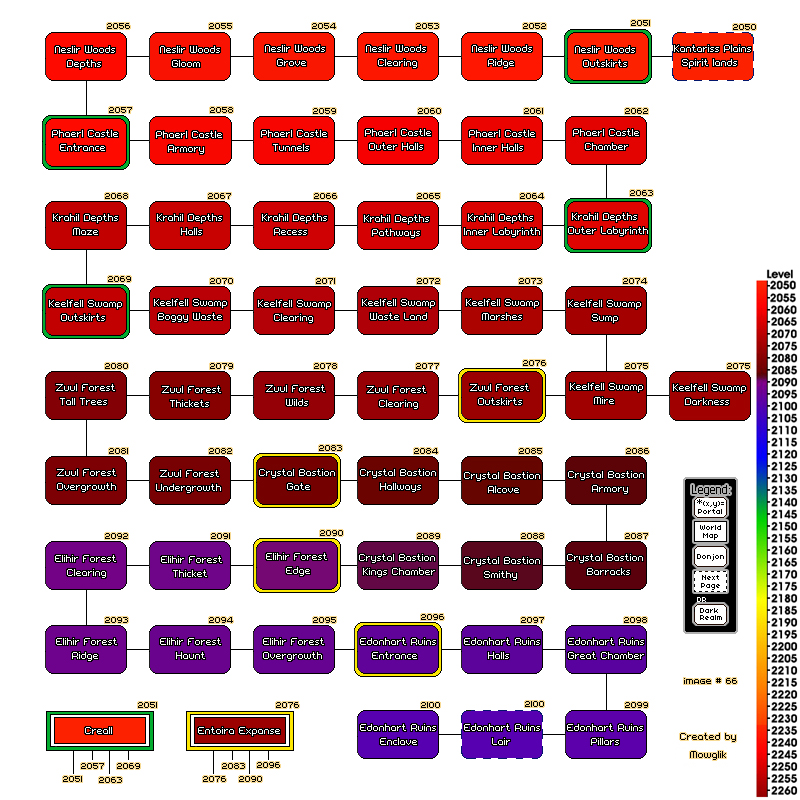 2056 2055 2054 2053 2052 2051 2050
Neslir Woods Neslir Woods Neslir Woods Neslir Woods Neslir Woods Neslir Woods Kantariss Plains
Depths Gloom Grove Clearing Ridge Outskirts Spirit lands
2057 2058 2059 2060 2061 2062
Phaerl Castle Phaerl Castle Phaerl Castle Phaerl Castle Phaerl Castle Phaerl Castle
Entrance Armory Tunnels Outer Halls Inner Halls Chamber
2068 2067 2066 2065 2064 2063
Krahil Depths Krahil Depths Krahil Depths Krahil Depths Krahil Depths Krahil Depths
Maze Halls Recess Pathways Inner Labyrinth Outer Labyrinth
2069 2070 2071 2072 2073 2074
Keelfell Swamp Keelfell Swamp Keelfell Swamp Keelfell Swamp Keelfell Swamp Keelfell Swamp
Outskirts Boggy Waste Clearing Waste Land Marshes Sump
2080 2079 2078 2077 2076 2075 2075
Zuul Forest Zuul Forest Zuul Forest Zuul Forest Zuul Forest Keelfell Swamp Keelfell Swamp
Tall Trees Thickets Wilds Clearing Outskirts Mire Darkness
2081 2082 2083 2084 2085 2086
Zuul Forest Zuul Forest Crystal Bastion Crystal Bastion Crystal Bastion Crystal Bastion
Overgrowth Undergrowth Gate Hallways Alcove Armory
2092 2091 2090 2089 2088 2087
Elihir Forest Elihir Forest Elihir Forest Crystal Bastion Crystal Bastion Crystal Bastion
Clearing Thicket Edge Kings Chamber Smithy Barracks
2093 2094 2095 2096 2097 2098
Elihir Forest Elihir Forest Elihir Forest Edonhart Ruins Edonhart Ruins Edonhart Ruins
Ridge Haunt Overgrowth Entrance Halls Great Chamber
2051 2076 2100 2100 2099
Creall Entoira Expanse Edonhart Ruins Edonhart Ruins Edonhart Ruins
Enclave Lair Pillars
2057 2069 2083 2096
2051 2063 2076 2090
Level
2050
2055
2060
2065
2070
2075
2080
2085
2090
2095
2100
2105
2110
2115
2120
2125
2130
2135
2140
2145
2150
2155
2160
2165
2170
2175
2180
2185
2190
2195
2200
2205
2210
2215
2220
2225
2230
2235
2240
2245
2250
2255
2260
Legend:
*(x,y)=
Portal
World
Map
Donjon
Next
Page
OR
Dark
Realm
image # 66
Created by
Mowglik